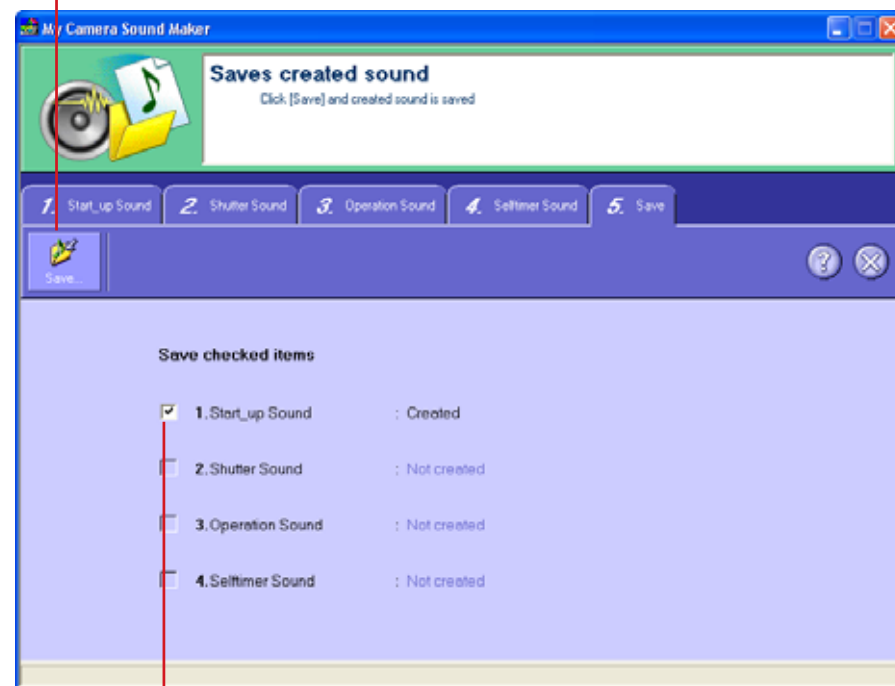 My Camera Sound Maker
Saves created sound
Click [Save] and created sound is saved
1. Start_up Sound 2. Shutter Sound 3. Operation Sound 4. Selftimer Sound 5. Save
Save...
Save checked items
1.Start_up Sound : Created
2.Shutter Sound : Not created
3.Operation Sound : Not created
4.Selftimer Sound : Not created